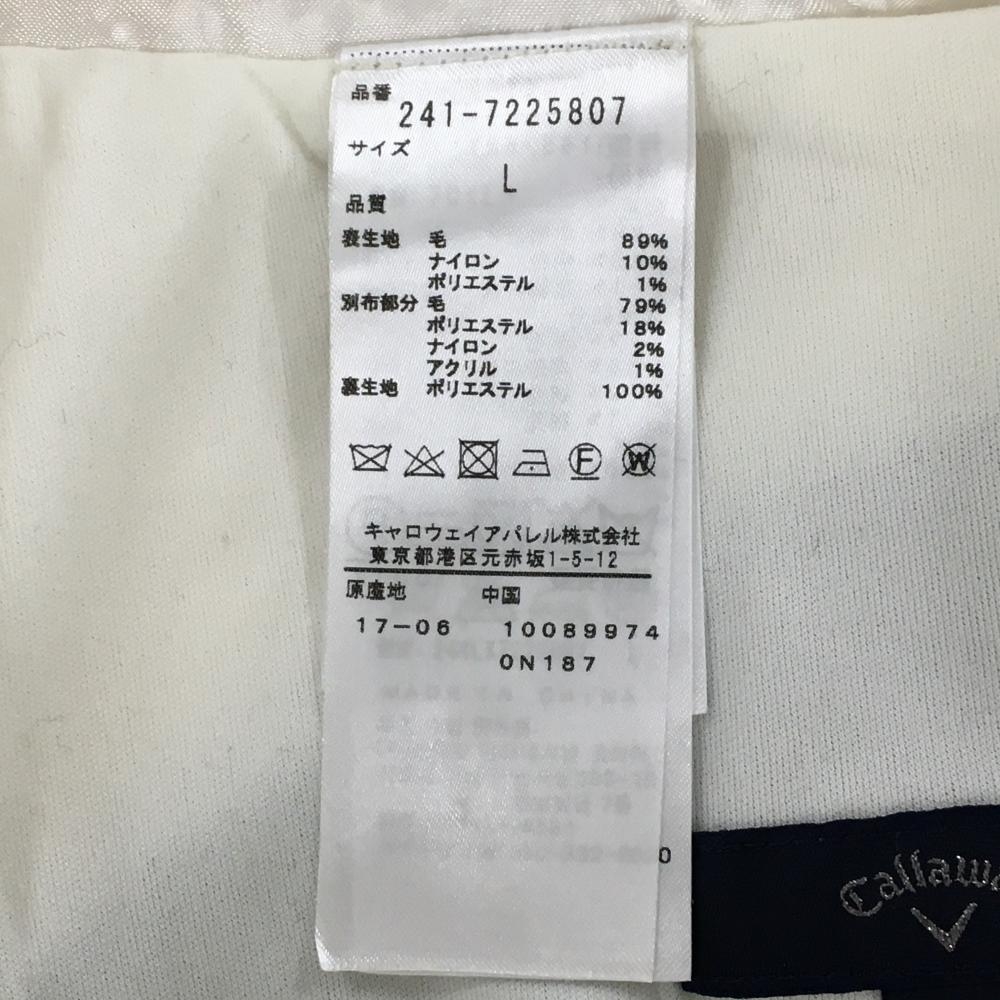 品番
241-7225807
サイズ
L
品質
表生地 毛 89%
ナイロン 10%
ポリエステル 1%
別布部分 毛 79%
ポリエステル 18%
ナイロン 2%
アクリル 1%
裏生地 ポリエステル 100%
F W
キャロウェイアパレル株式会社
東京都港区元赤坂1-5-12
原産地 中国
17-06 10089974
0N187
0